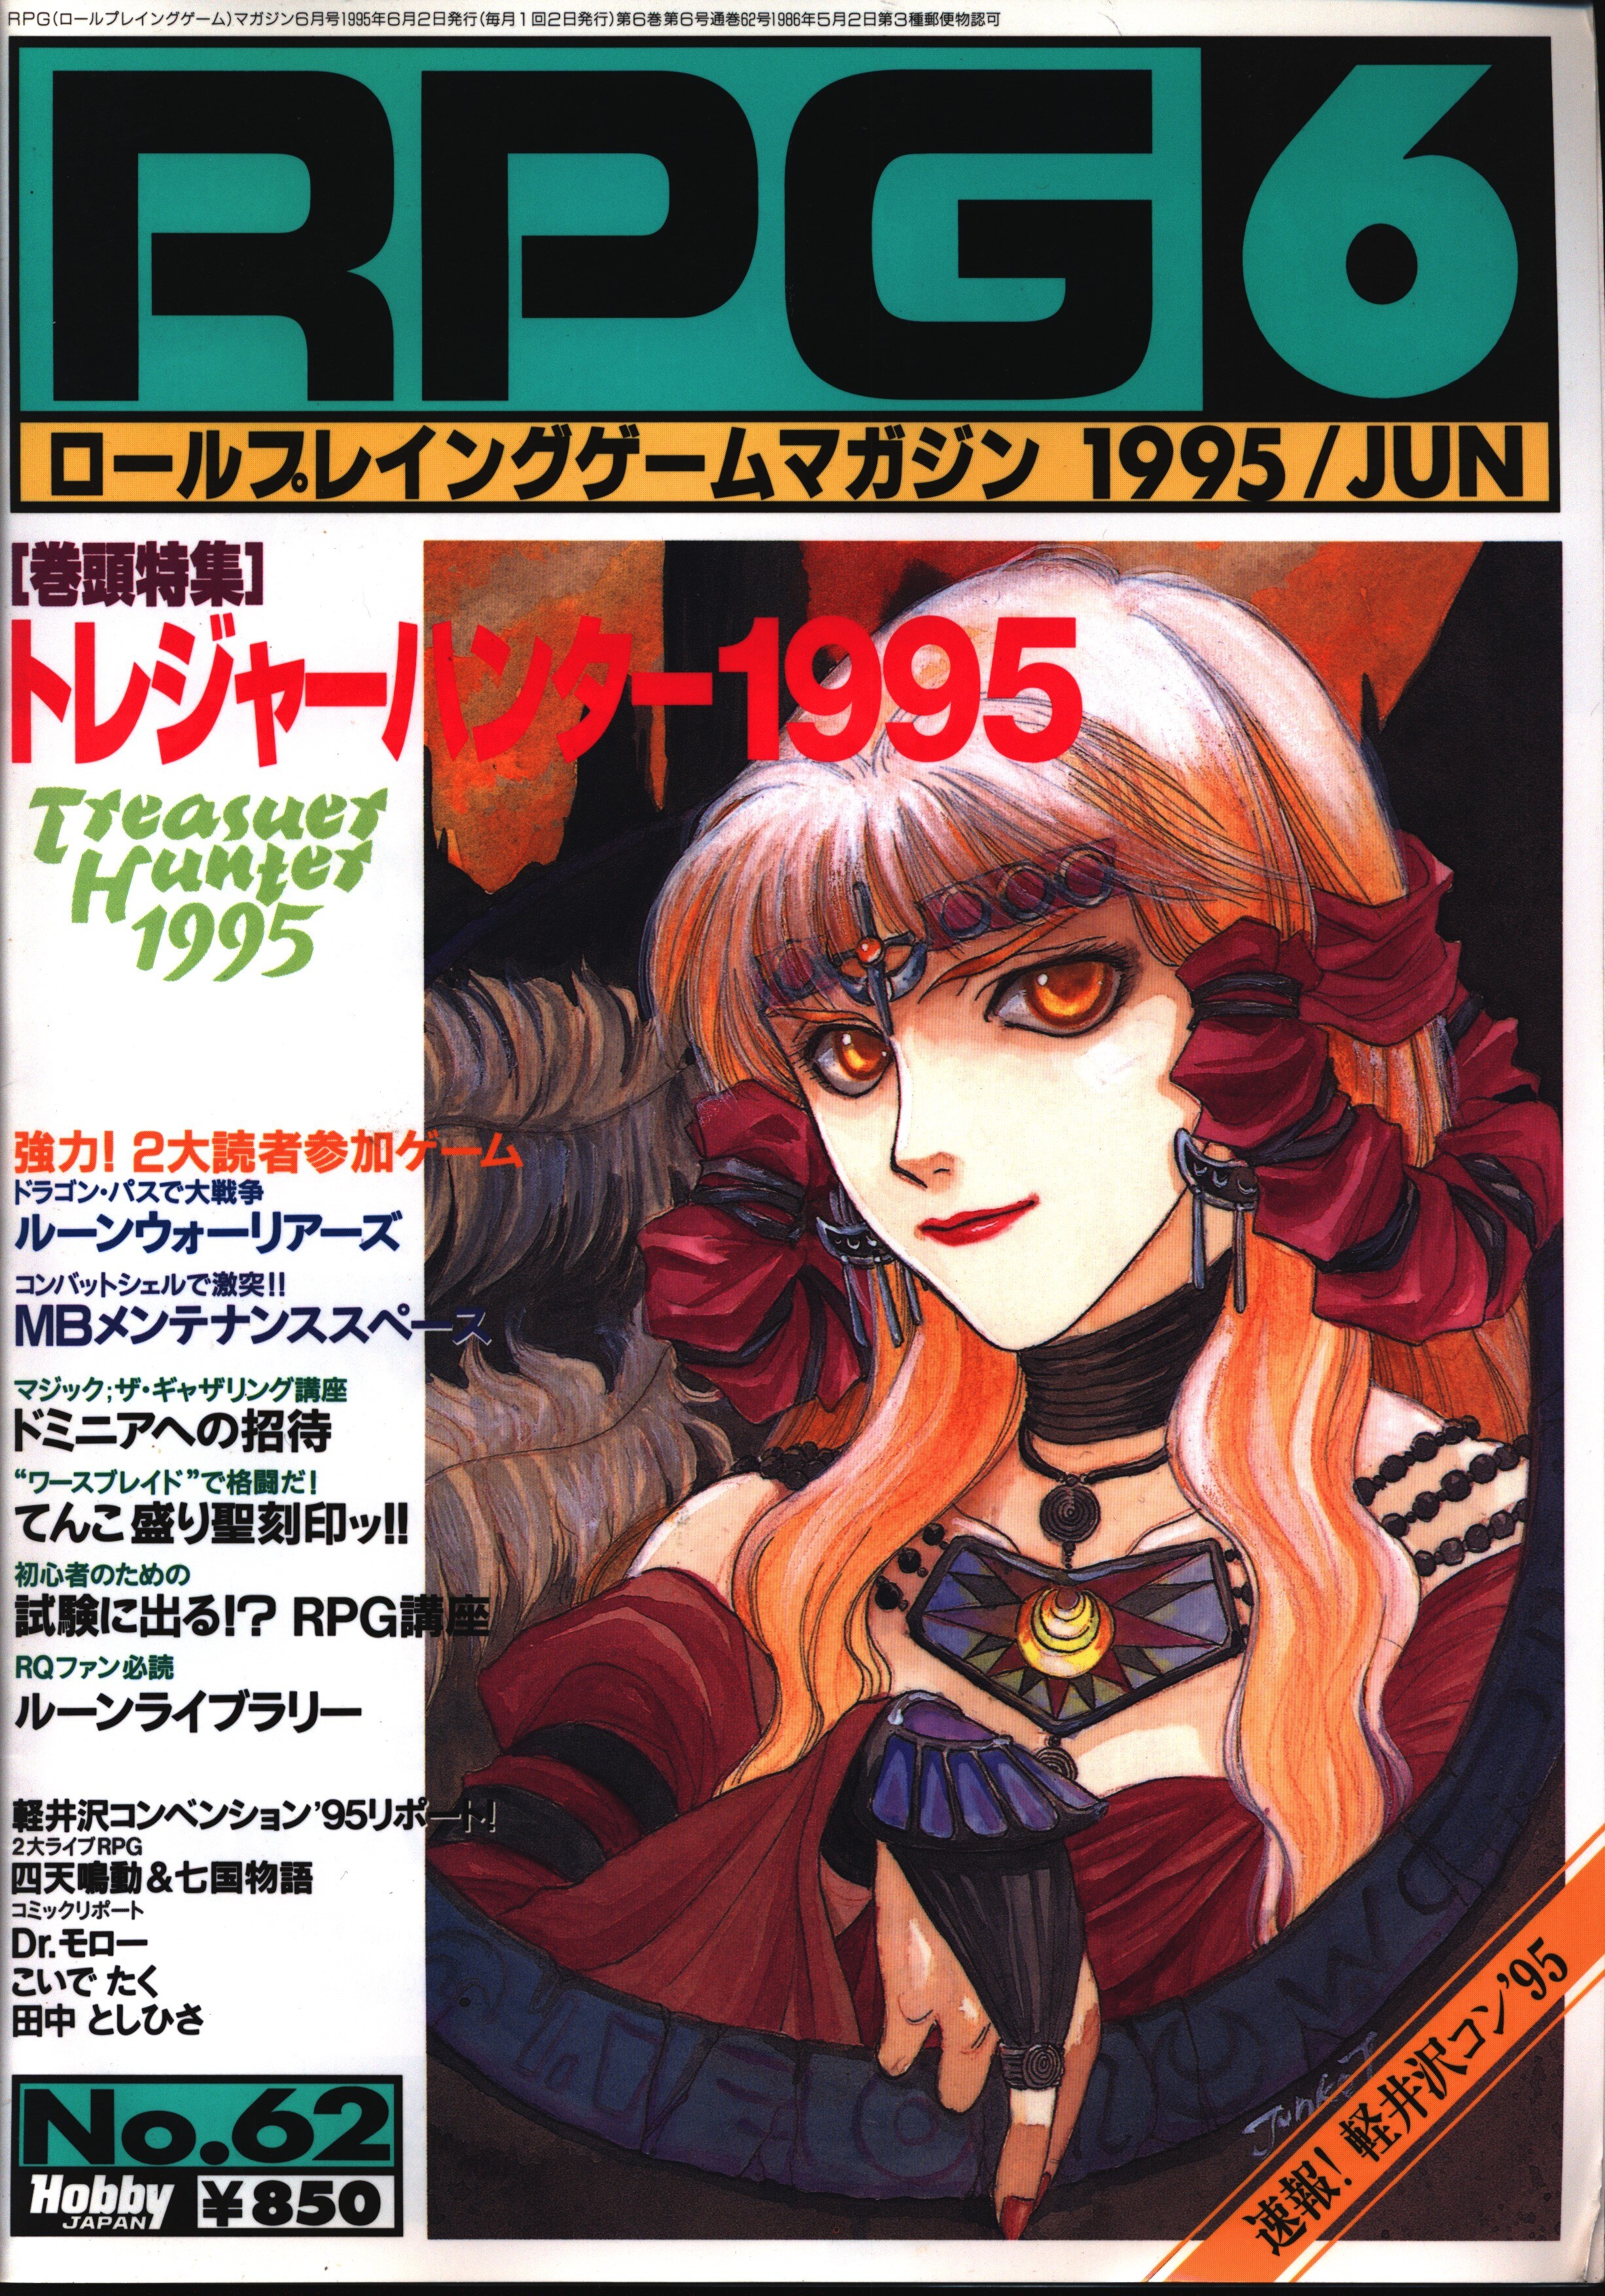 RPG(ロールプレイングゲーム)マガジン6月号1995年6月2日発行(毎月1回2日発行)第6巻第6号通巻62号1986年5月2日第3種郵便物認可
RPG6
ロールプレイングゲームマガジン 1995/JUN
[巻頭特集]
トレジャーハンター1995
Treasuer
Hunter
1995
強力! 2大読者参加ゲーム
ドラゴン・パスで大戦争
ルーンウォーリアーズ
コンバットシェルで激突!!
MBメンテナンススペース
マジック;ザ・ギャザリング講座
ドミニアへの招待
“ワースブレイド”で格闘だ!
てんこ盛り聖刻印ッ!!
初心者のための
試験に出る!? RPG講座
RQファン必読
ルーンライブラリー
軽井沢コンベンション'95リポート!
2大ライブRPG
四天鳴動&七国物語
コミックリポート
Dr.モロー
こいで たく
田中 としひさ
No.62
Hobby
JAPAN
¥850
速報! 軽井沢コン'95